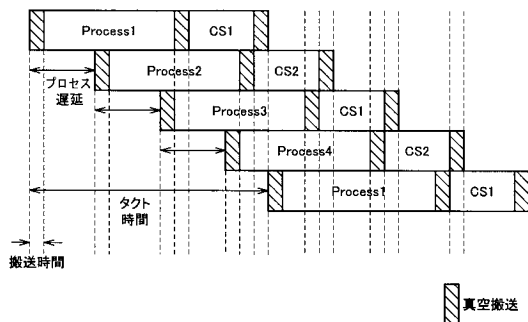 Process1 CS1
Process2 CS2
プロセス
遅延
Process3 CS1
Process4 CS2
タクト
時間
Process1 CS1
搬送時間
真空搬送